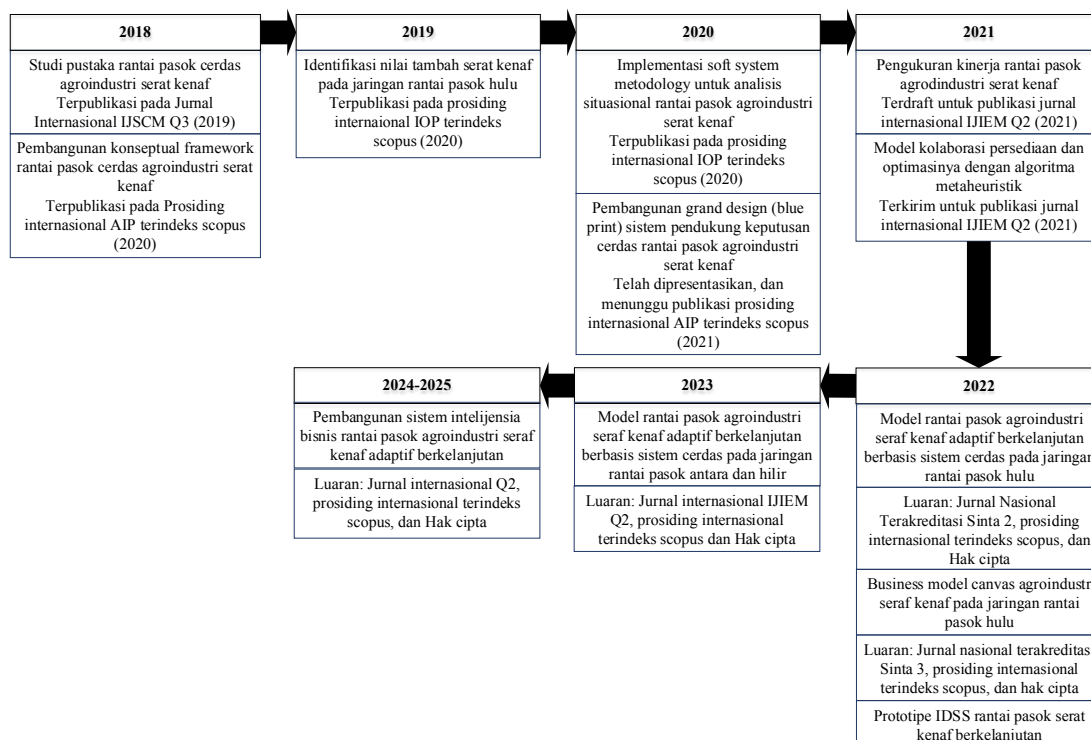 2018
Studi pustaka rantai pasok cerdas
agroindustri serat kenaf
Terpublikasi pada Jurnal
Internasional IJSCM Q3 (2019)
Pembangunan konseptual framework
rantai pasok cerdas agroindustri serat
kenaf
Terpublikasi pada Prosiding
internasional AIP terindeks scopus
(2020)
2019
Identifikasi nilai tambah serat kenaf
pada jaringan rantai pasok hulu
Terpublikasi pada prosiding
internaional IOP terindeks
scopus (2020)
2020
Implementasi soft system
metodology untuk analisis
situasional rantai pasok agroindustri
serat kenaf
Terpublikasi pada prosiding
internasional IOP terindeks
scopus (2020)
Pembangunan grand design (blue
print) sistem pendukung keputusan
cerdas rantai pasok agroindustri
serat kenaf
Telah dipresentasikan, dan
menunggu publikasi prosiding
internasional AIP terindeks scopus
(2021)
2021
Pengukuran kinerja rantai pasok
agrodindustri serat kenaf
Terdraft untuk publikasi jurnal
internasional IJIEM Q2 (2021)
Model kolaborasi persediaan dan
optimasinya dengan algoritma
metaheuristik
Terkirim untuk publikasi jurnal
internasional IJIEM Q2 (2021)
2022
Model rantai pasok agroindustri
seraf kenaf adaptif berkelanjutan
berbasis sistem cerdas pada jaringan
rantai pasok hulu
Luaran: Jurnal Nasional
Terakreditasi Sinta 2, prosiding
internasional terindeks scopus, dan
Hak cipta
Business model canvas agroindustri
seraf kenaf pada jaringan rantai
pasok hulu
Luaran: Jurnal nasional terakreditas
Sinta 3, prosiding internasional
terindeks scopus, dan hak cipta
Prototipe IDSS rantai pasok serat
kenaf berkelanjutan
2023
Model rantai pasok agroindustri
seraf kenaf adaptif berkelanjutan
berbasis sistem cerdas pada jaringan
rantai pasok antara dan hilir
Luaran: Jurnal internasional IJIEM
Q2, prosiding internasional
terindeks scopus dan Hak cipta
2024-2025
Pembangunan sistem intelijensia
bisnis rantai pasok agroindustri seraf
kenaf adaptif berkelanjutan
Luaran: Jurnal internasional Q2,
prosiding internasional terindeks
scopus, dan Hak cipta